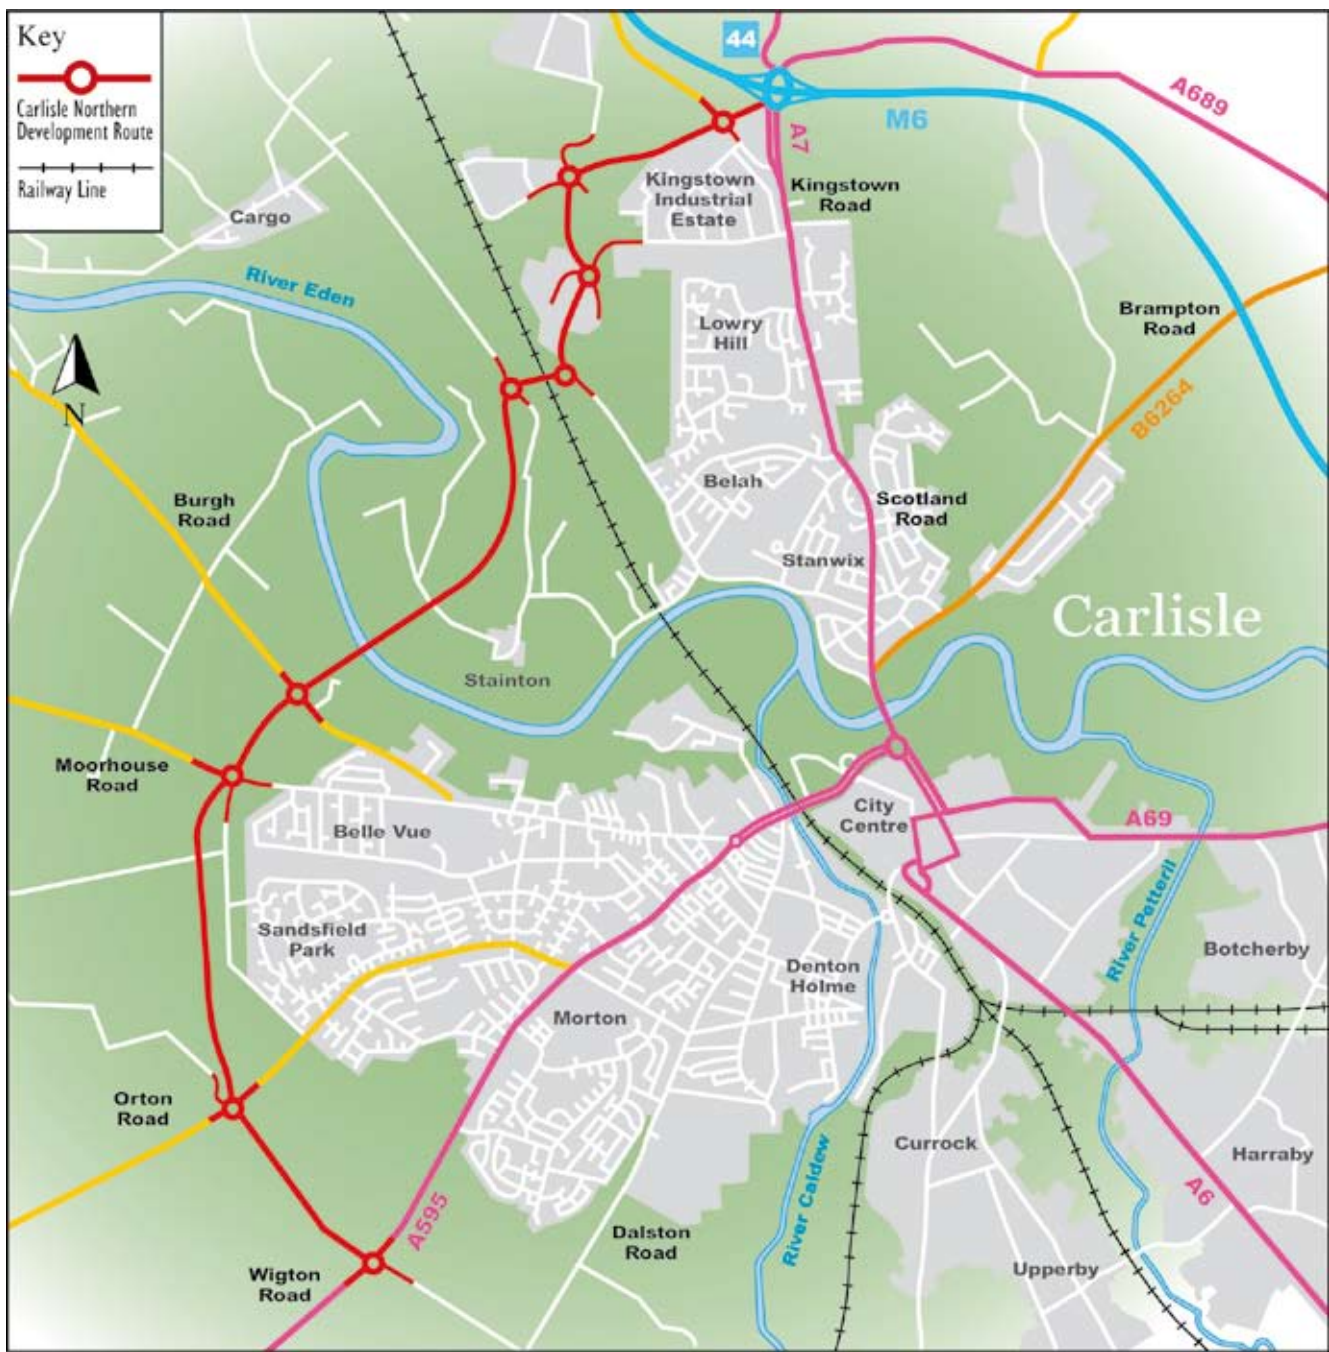 Key
Carlisle Northern
Development Route
Railway Line
44
A689
M6
A7
Kingstown
Industrial
Estate
Kingstown
Road
Cargo
River Eden
Brampton
Road
Lowry
Hill
N
B6264
Burgh
Road
Belah
Scotland
Road
Stanwix
Carlisle
Stainton
Moorhouse
Road
Belle Vue
City
Centre
A69
River Petteril
Sandsfield
Park
Denton
Holme
Botcherby
Morton
Orton
Road
Currock
Harraby
A6
A595
River Caldew
Dalston
Road
Wigton
Road
Upperby